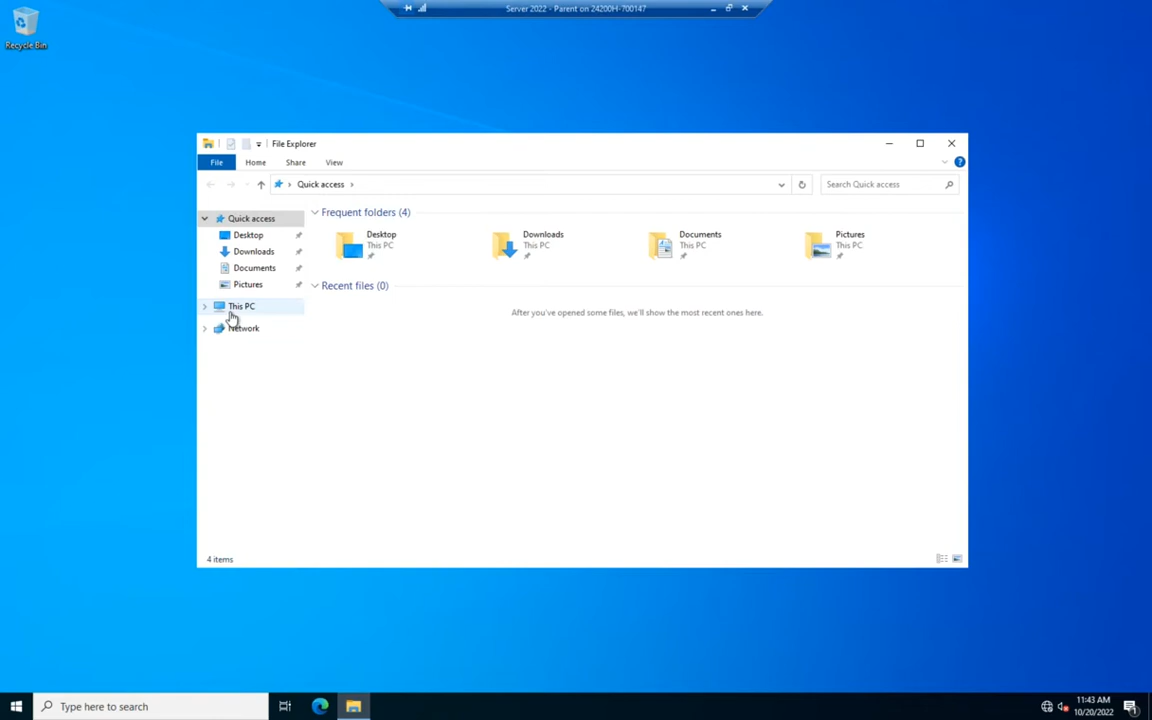 Server 2022 - Parent on 24200H-700147
Recycle Bin
File Explorer
File Home Share View
Quick access
Search Quick access
Quick access
Desktop
Downloads
Documents
Pictures
This PC
Network
Frequent folders (4)
Desktop
This PC
Downloads
This PC
Documents
This PC
Pictures
This PC
Recent files (0)
After you've opened some files, we'll show the most recent ones here.
4 items
Type here to search
11:43 AM
10/20/2022
1